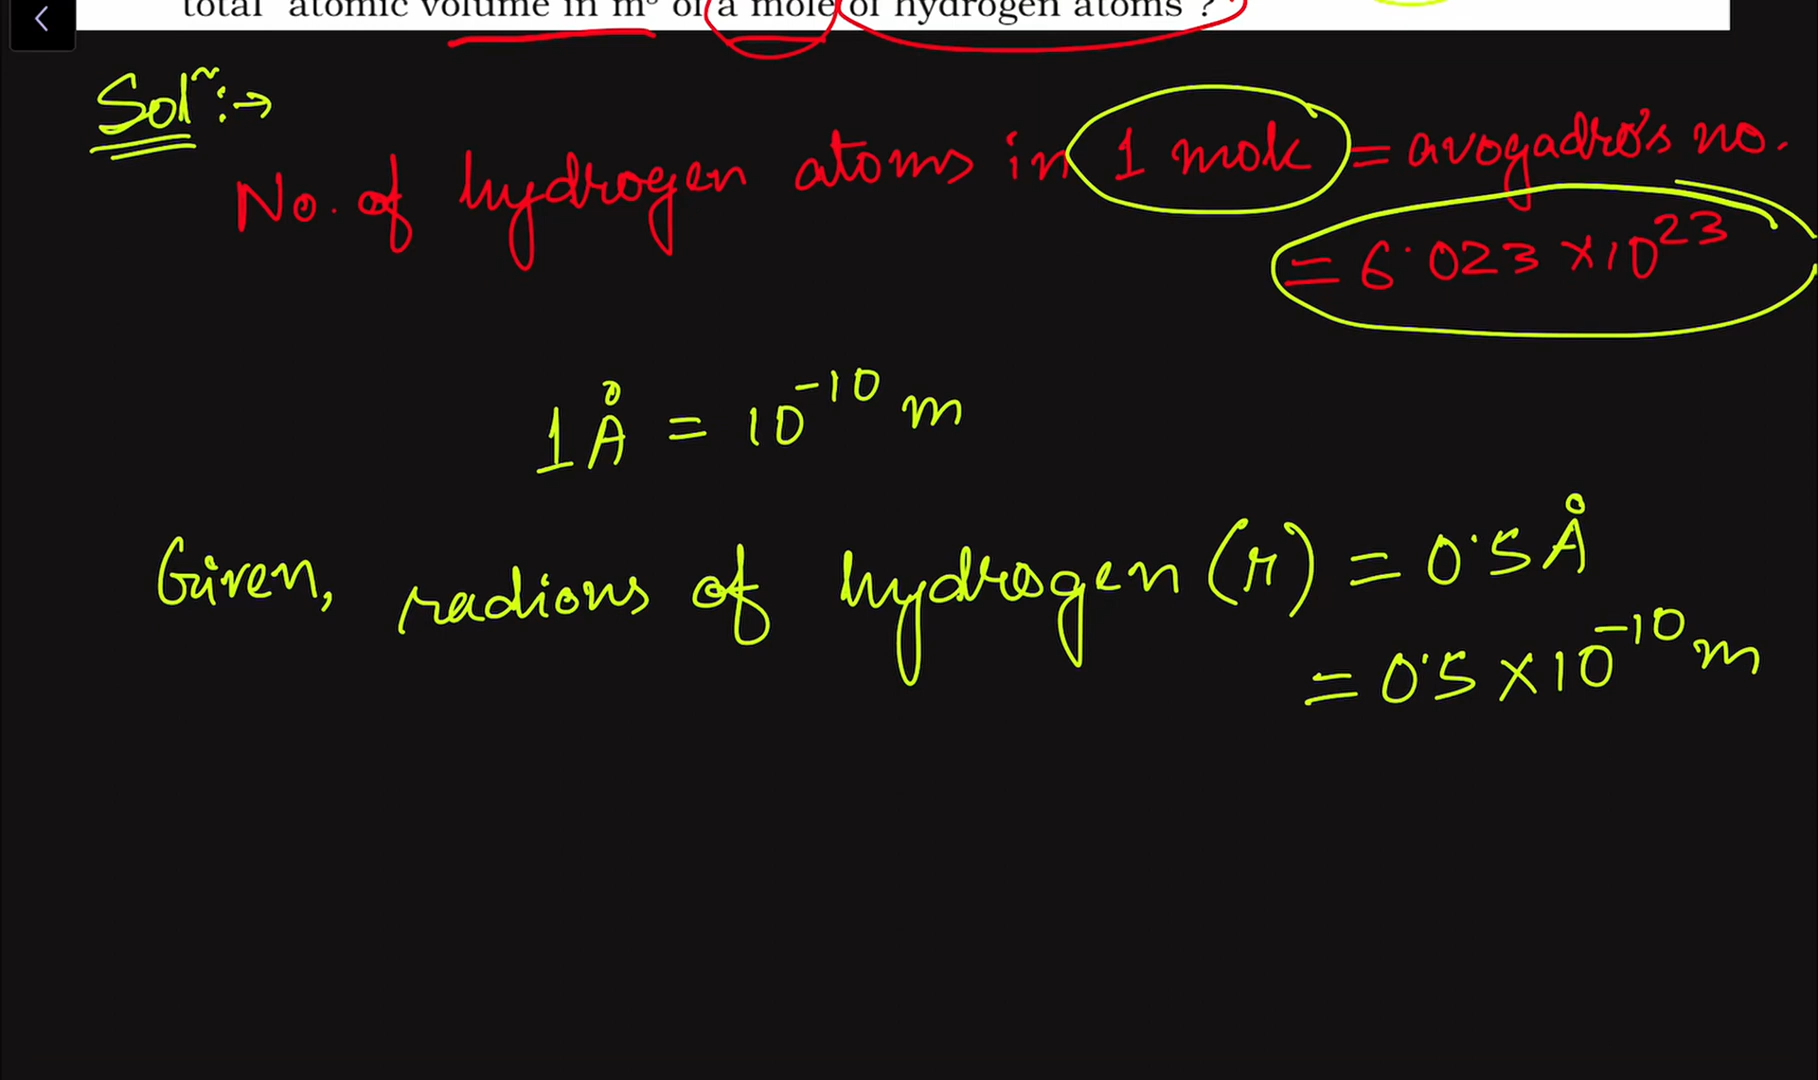 total atomic volume in m³ of a mole of hydrogen atoms ?
Solⁿ :→
No. of hydrogen atoms in 1 mole = avogadro's no.
= 6.023 × 10²³
1 Å = 10⁻¹⁰ m
Given, radious of hydrogen (r) = 0.5 Å
= 0.5 × 10⁻¹⁰ m